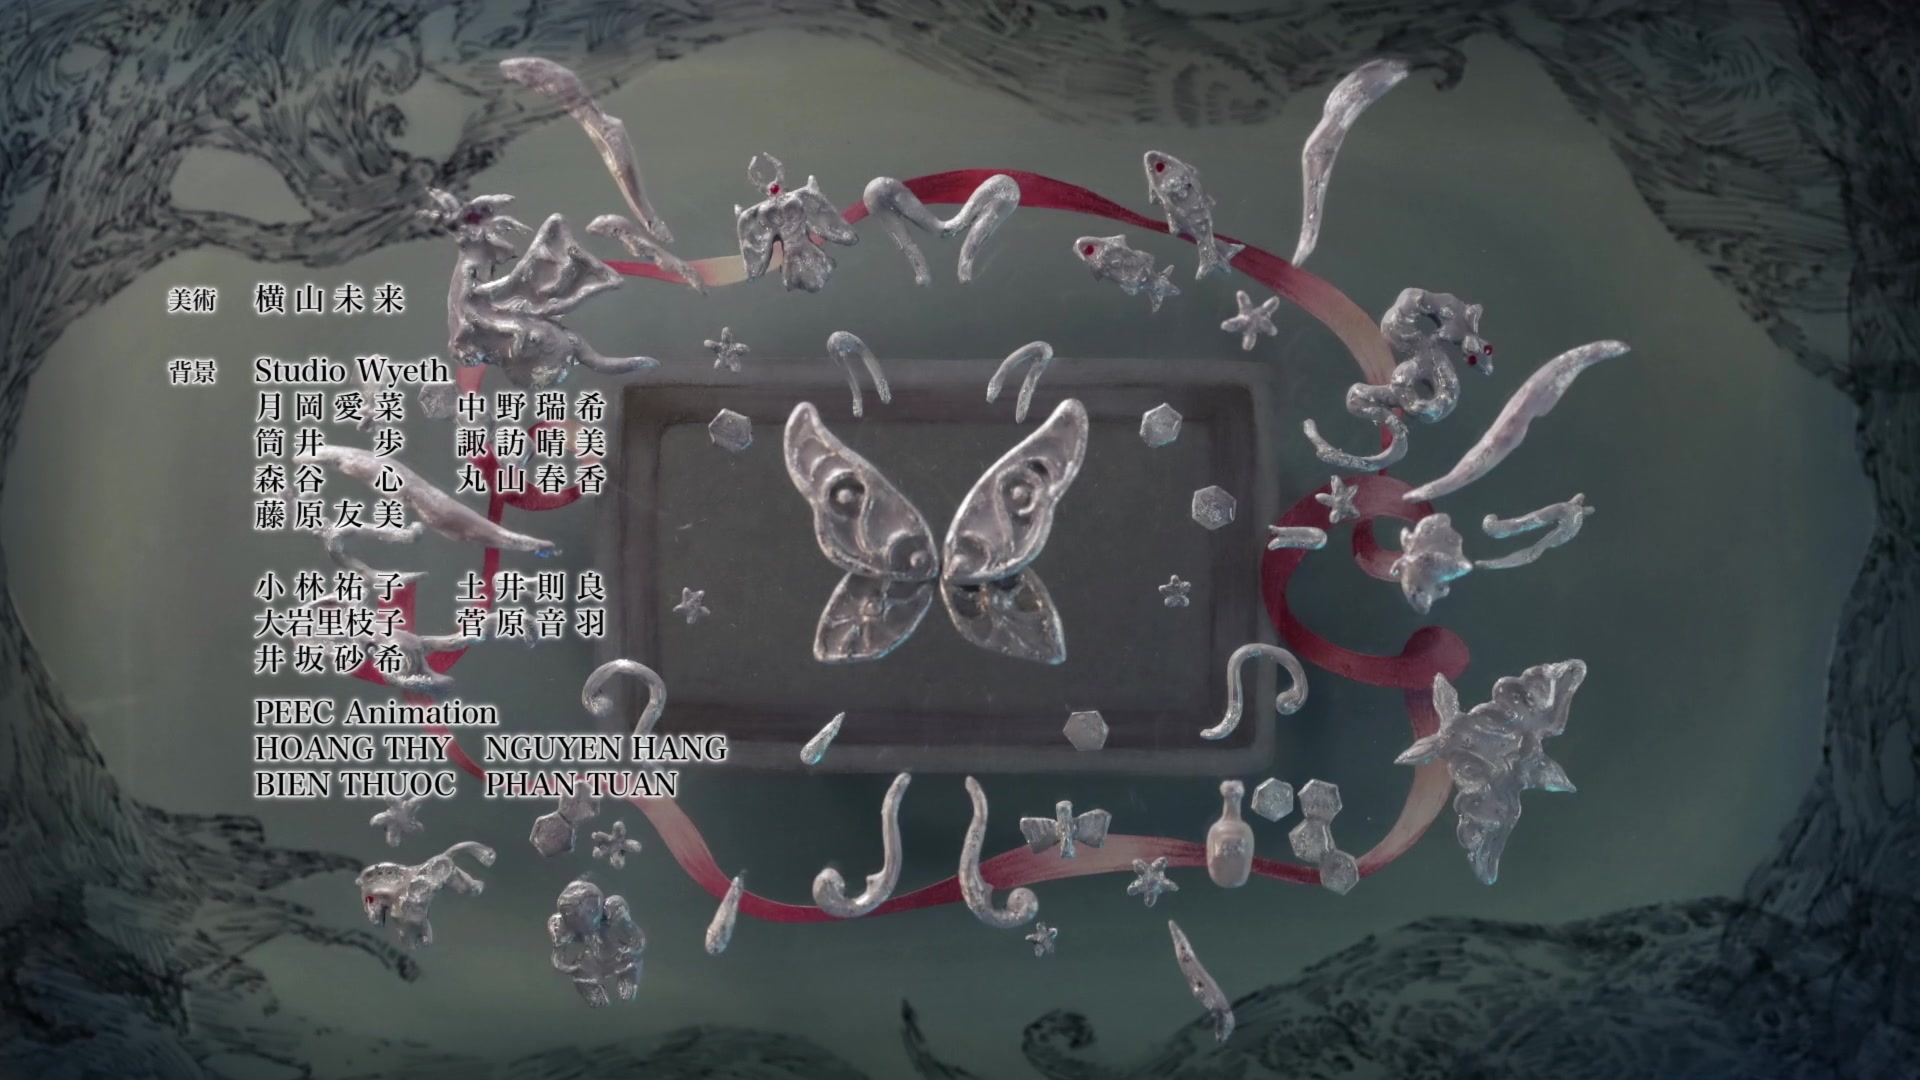 美術 横山未来
背景 Studio Wyeth
月岡愛菜 中野瑞希
筒井歩 諏訪晴美
森谷心 丸山春香
藤原友美
小林祐子 土井則良
大岩里枝子 菅原音羽
井坂砂希
PEEC Animation
HOANG THY NGUYEN HANG
BIEN THUOC PHAN TUAN